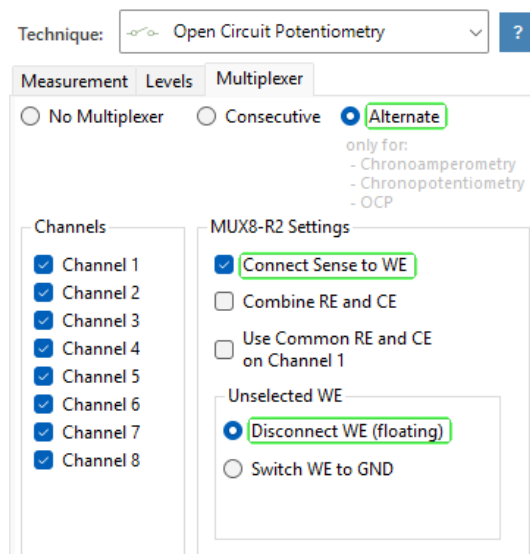 Technique: Open Circuit Potentiometry ?
Measurement Levels Multiplexer
No Multiplexer Consecutive Alternate
only for:
- Chronoamperometry
- Chronopotentiometry
- OCP
Channels
Channel 1
Channel 2
Channel 3
Channel 4
Channel 5
Channel 6
Channel 7
Channel 8
MUX8-R2 Settings
Connect Sense to WE
Combine RE and CE
Use Common RE and CE
on Channel 1
Unselected WE
Disconnect WE (floating)
Switch WE to GND